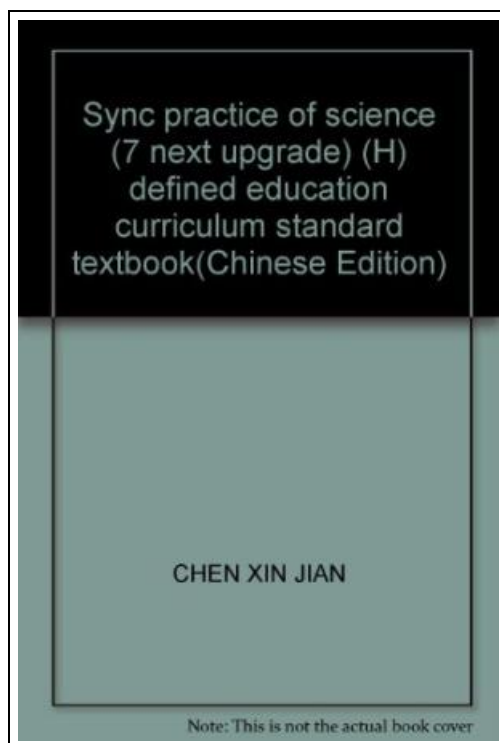 Sync practice of science
(7 next upgrade) (H)
defined education
curriculum standard
textbook(Chinese Edition)
CHEN XIN JIAN
Note: This is not the actual book cover